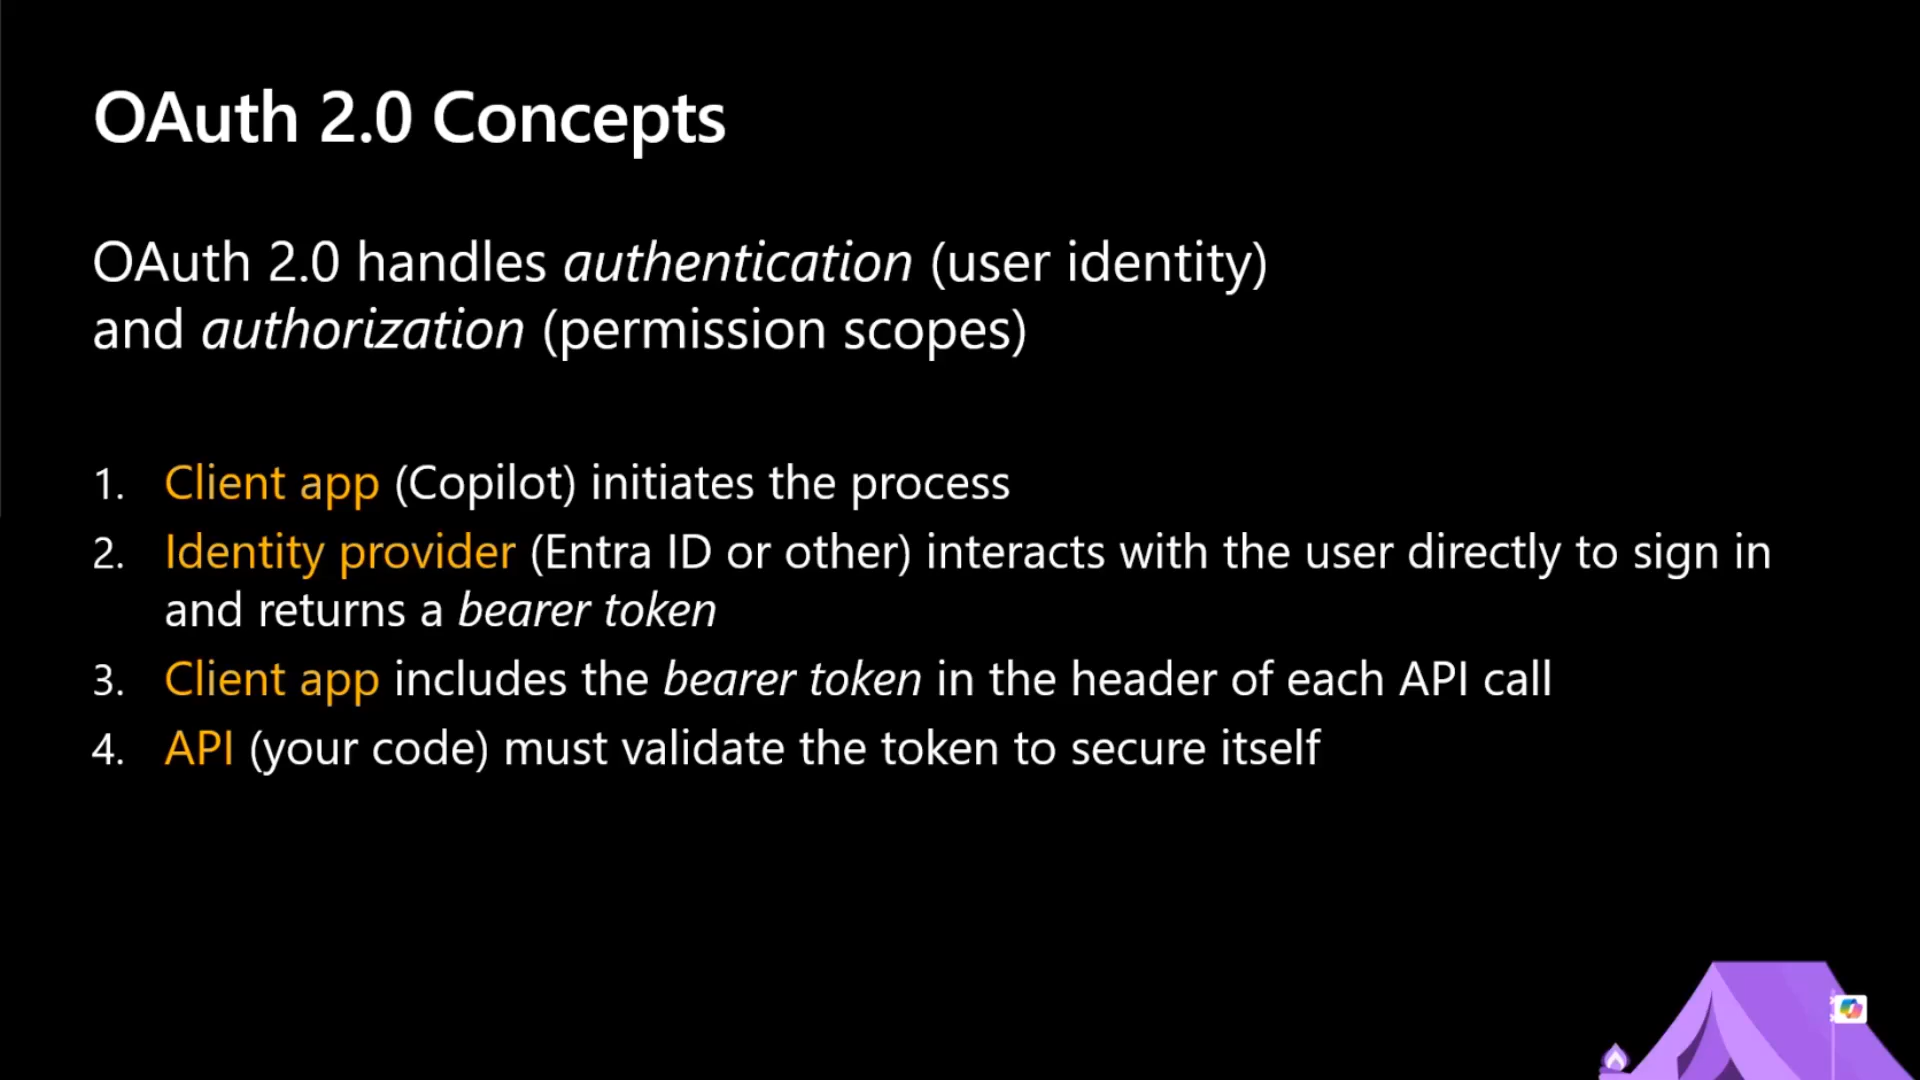 OAuth 2.0 Concepts
OAuth 2.0 handles authentication (user identity)
and authorization (permission scopes)
1. Client app (Copilot) initiates the process
2. Identity provider (Entra ID or other) interacts with the user directly to sign in
and returns a bearer token
3. Client app includes the bearer token in the header of each API call
4. API (your code) must validate the token to secure itself